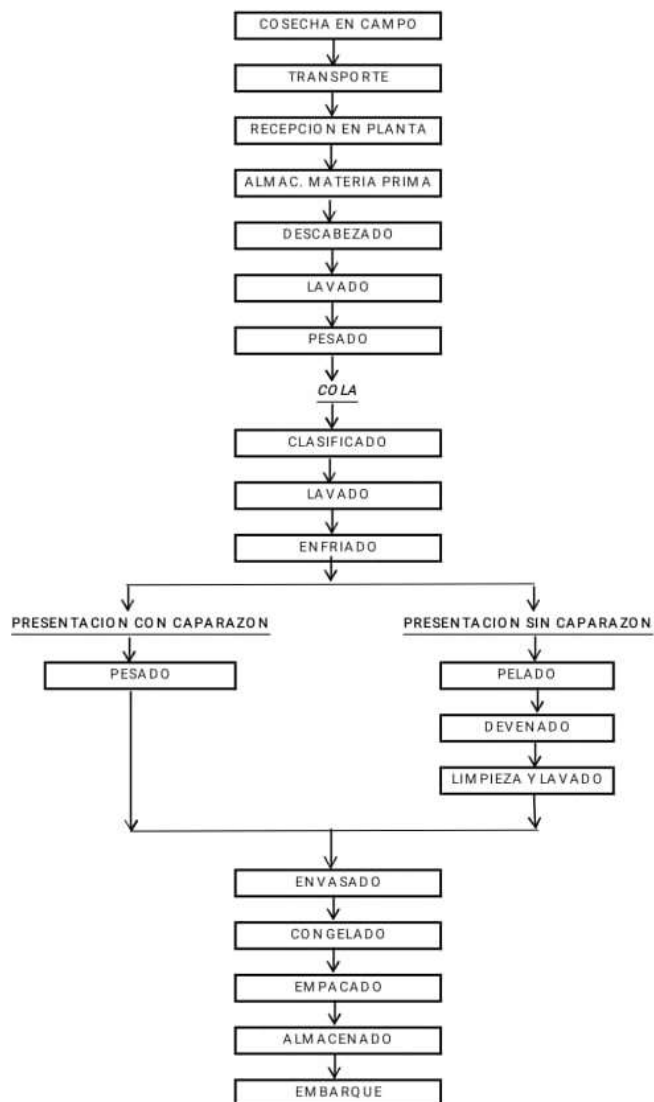 COSECHA EN CAMPO
TRANSPORTE
RECEPCION EN PLANTA
ALMAC. MATERIA PRIMA
DESCABEZADO
LAVADO
PESADO
COLA
CLASIFICADO
LAVADO
ENFRIADO
PRESENTACION CON CAPARAZON
PESADO
PRESENTACION SIN CAPARAZON
PELADO
DEVENADO
LIMPIEZA Y LAVADO
ENVASADO
CONGELADO
EMPACADO
ALMACENADO
EMBARQUE